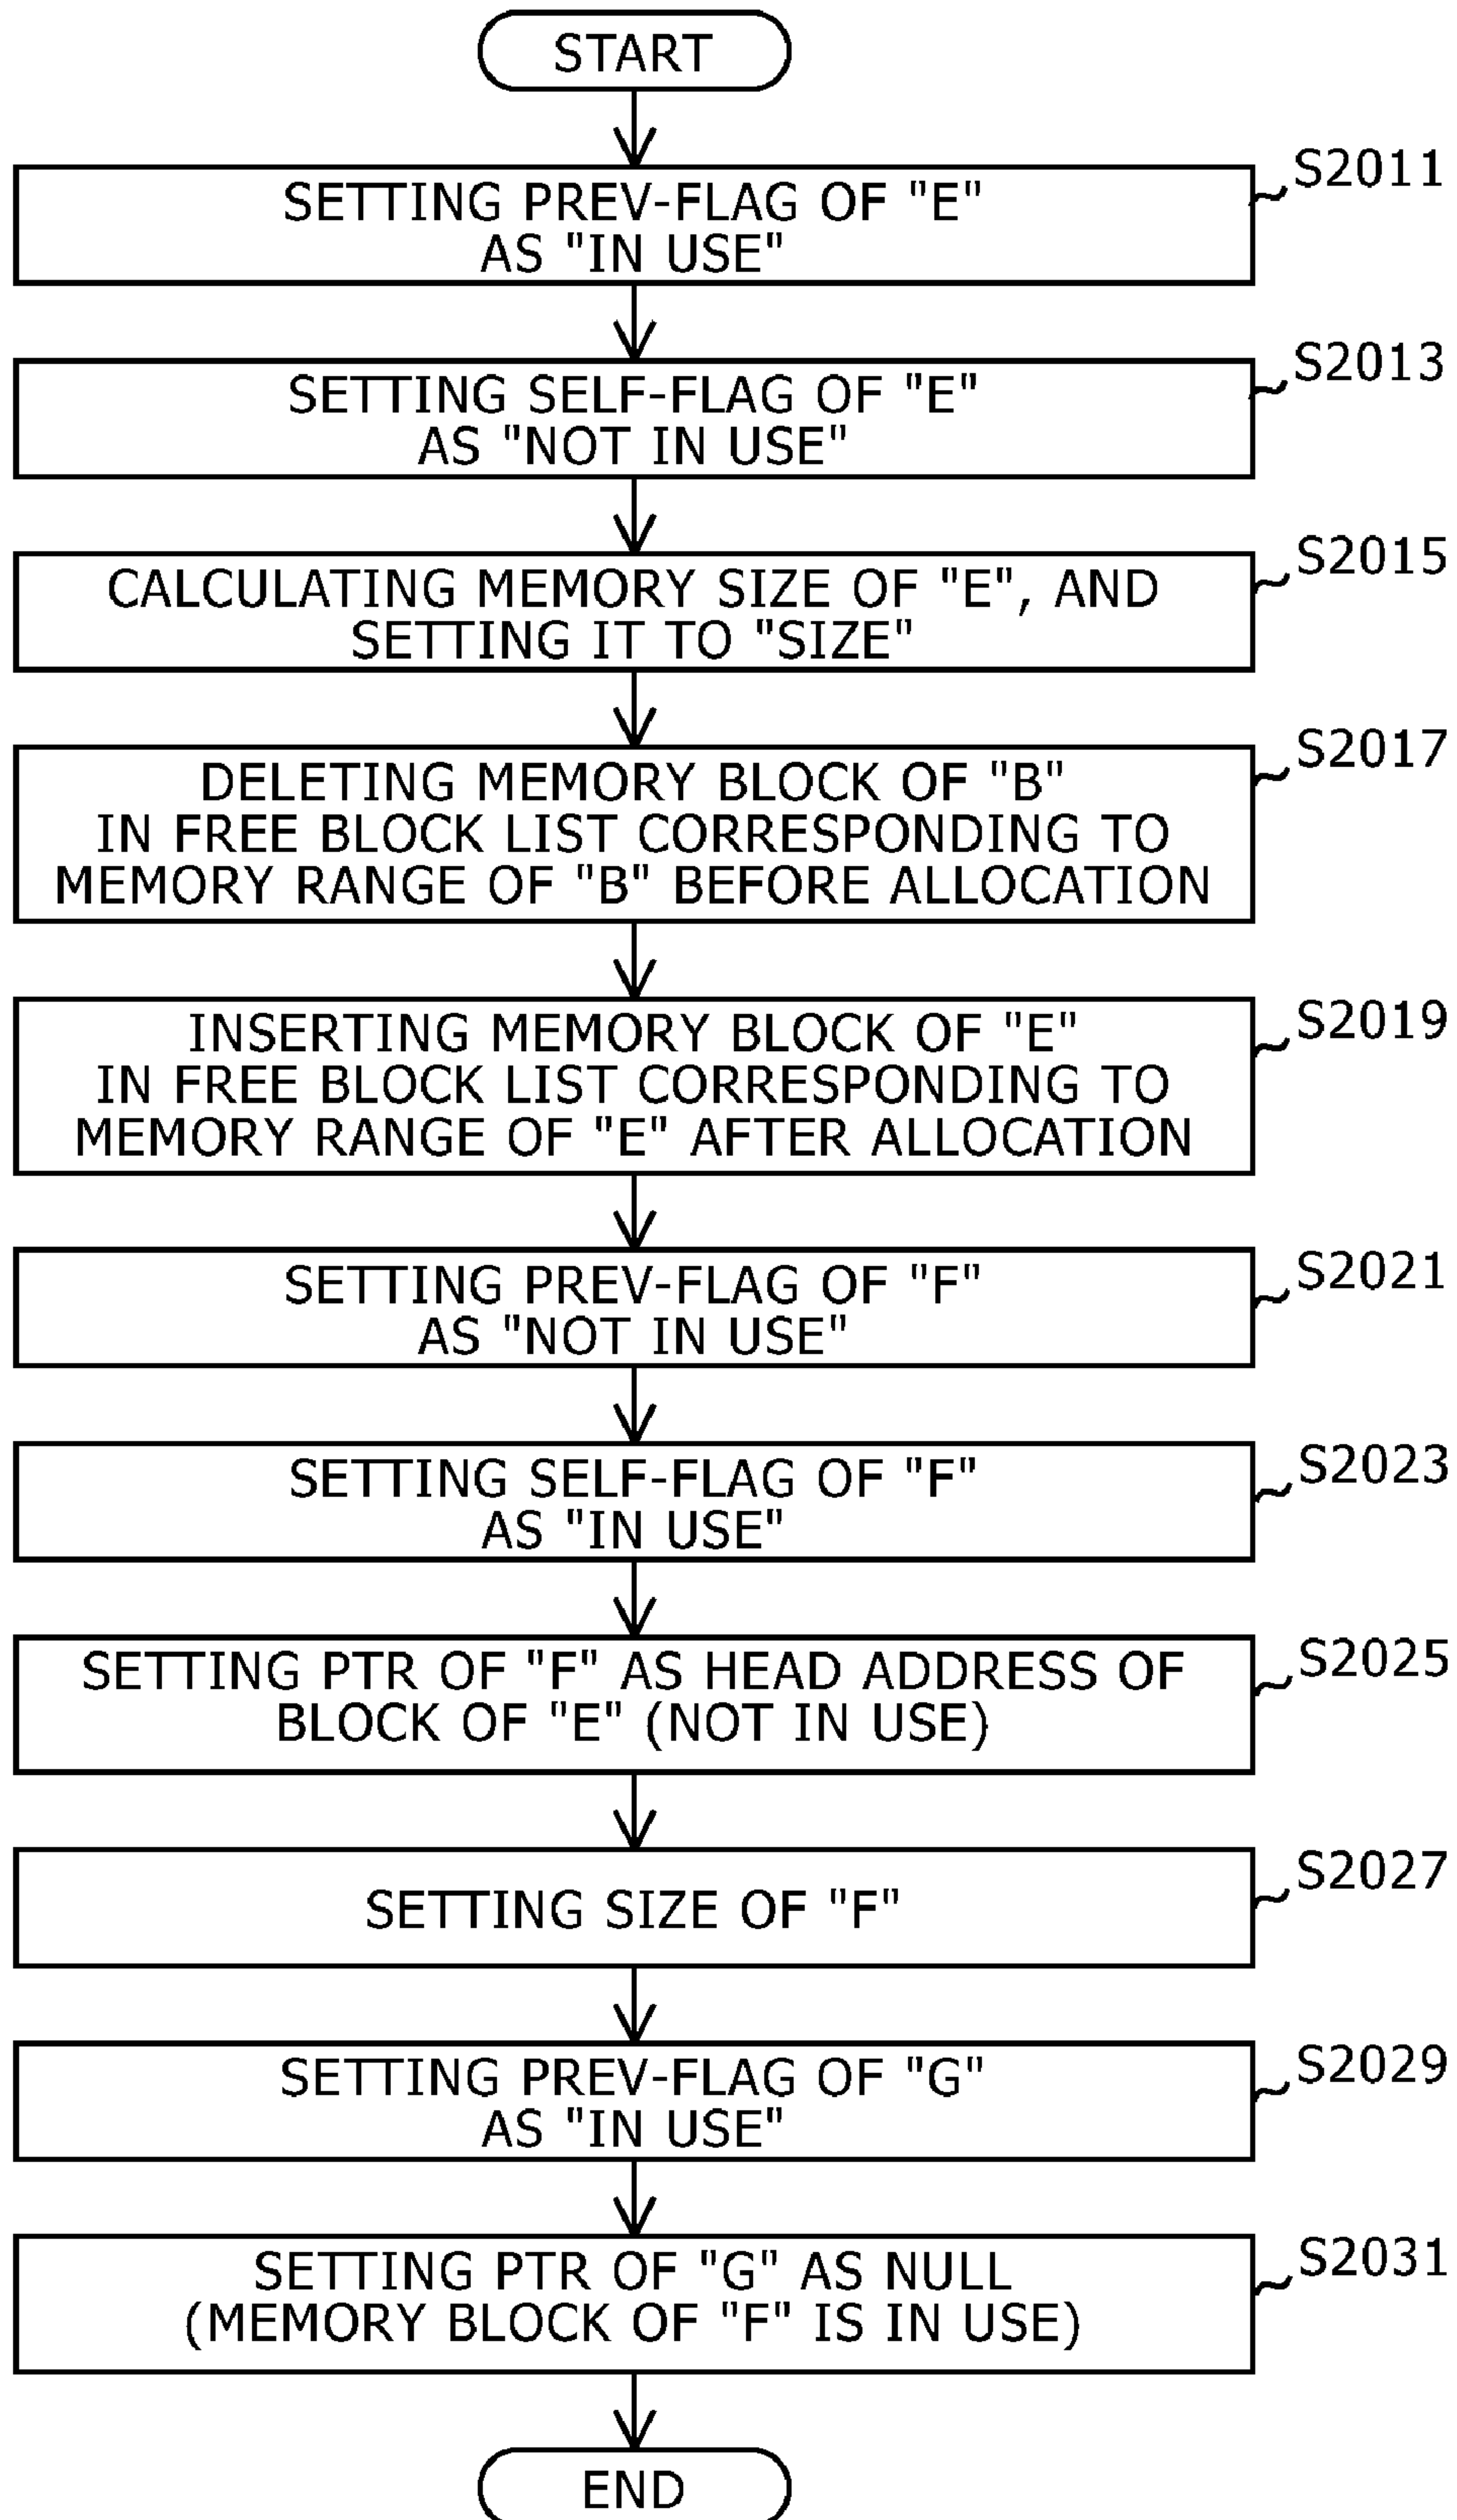 START
S2011
SETTING PREV-FLAG OF "E"
AS "IN USE"
S2013
SETTING SELF-FLAG OF "E"
AS "NOT IN USE"
S2015
CALCULATING MEMORY SIZE OF "E", AND
SETTING IT TO "SIZE"
S2017
DELETING MEMORY BLOCK OF "B"
IN FREE BLOCK LIST CORRESPONDING TO
MEMORY RANGE OF "B" BEFORE ALLOCATION
S2019
INSERTING MEMORY BLOCK OF "E"
IN FREE BLOCK LIST CORRESPONDING TO
MEMORY RANGE OF "E" AFTER ALLOCATION
S2021
SETTING PREV-FLAG OF "F"
AS "NOT IN USE"
S2023
SETTING SELF-FLAG OF "F"
AS "IN USE"
S2025
SETTING PTR OF "F" AS HEAD ADDRESS OF
BLOCK OF "E" (NOT IN USE)
S2027
SETTING SIZE OF "F"
S2029
SETTING PREV-FLAG OF "G"
AS "IN USE"
S2031
SETTING PTR OF "G" AS NULL
(MEMORY BLOCK OF "F" IS IN USE)
END